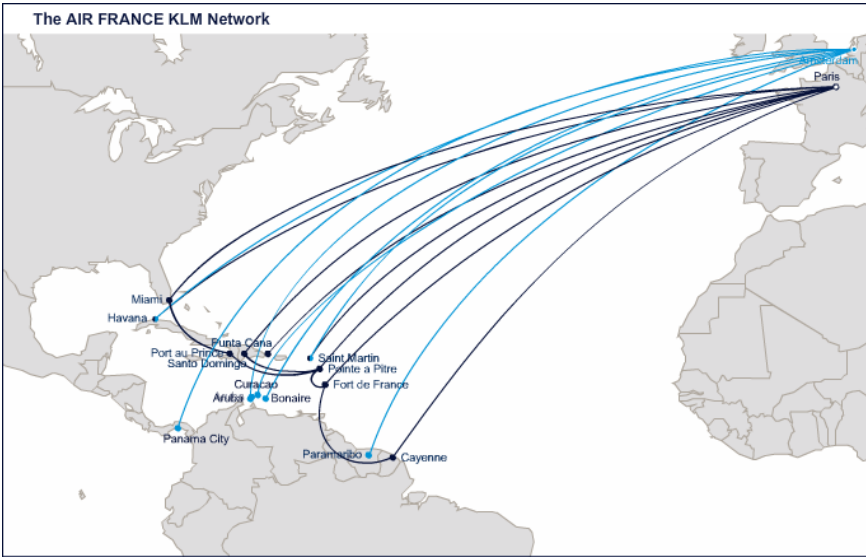 The AIR FRANCE KLM Network
Amsterdam
Paris
Miami
Havana
Punta Cana
Port au Prince
Saint Martin
Santo Domingo
Pointe a Pitre
Curacao
Fort de France
Aruba
Bonaire
Panama City
Paramaribo
Cayenne